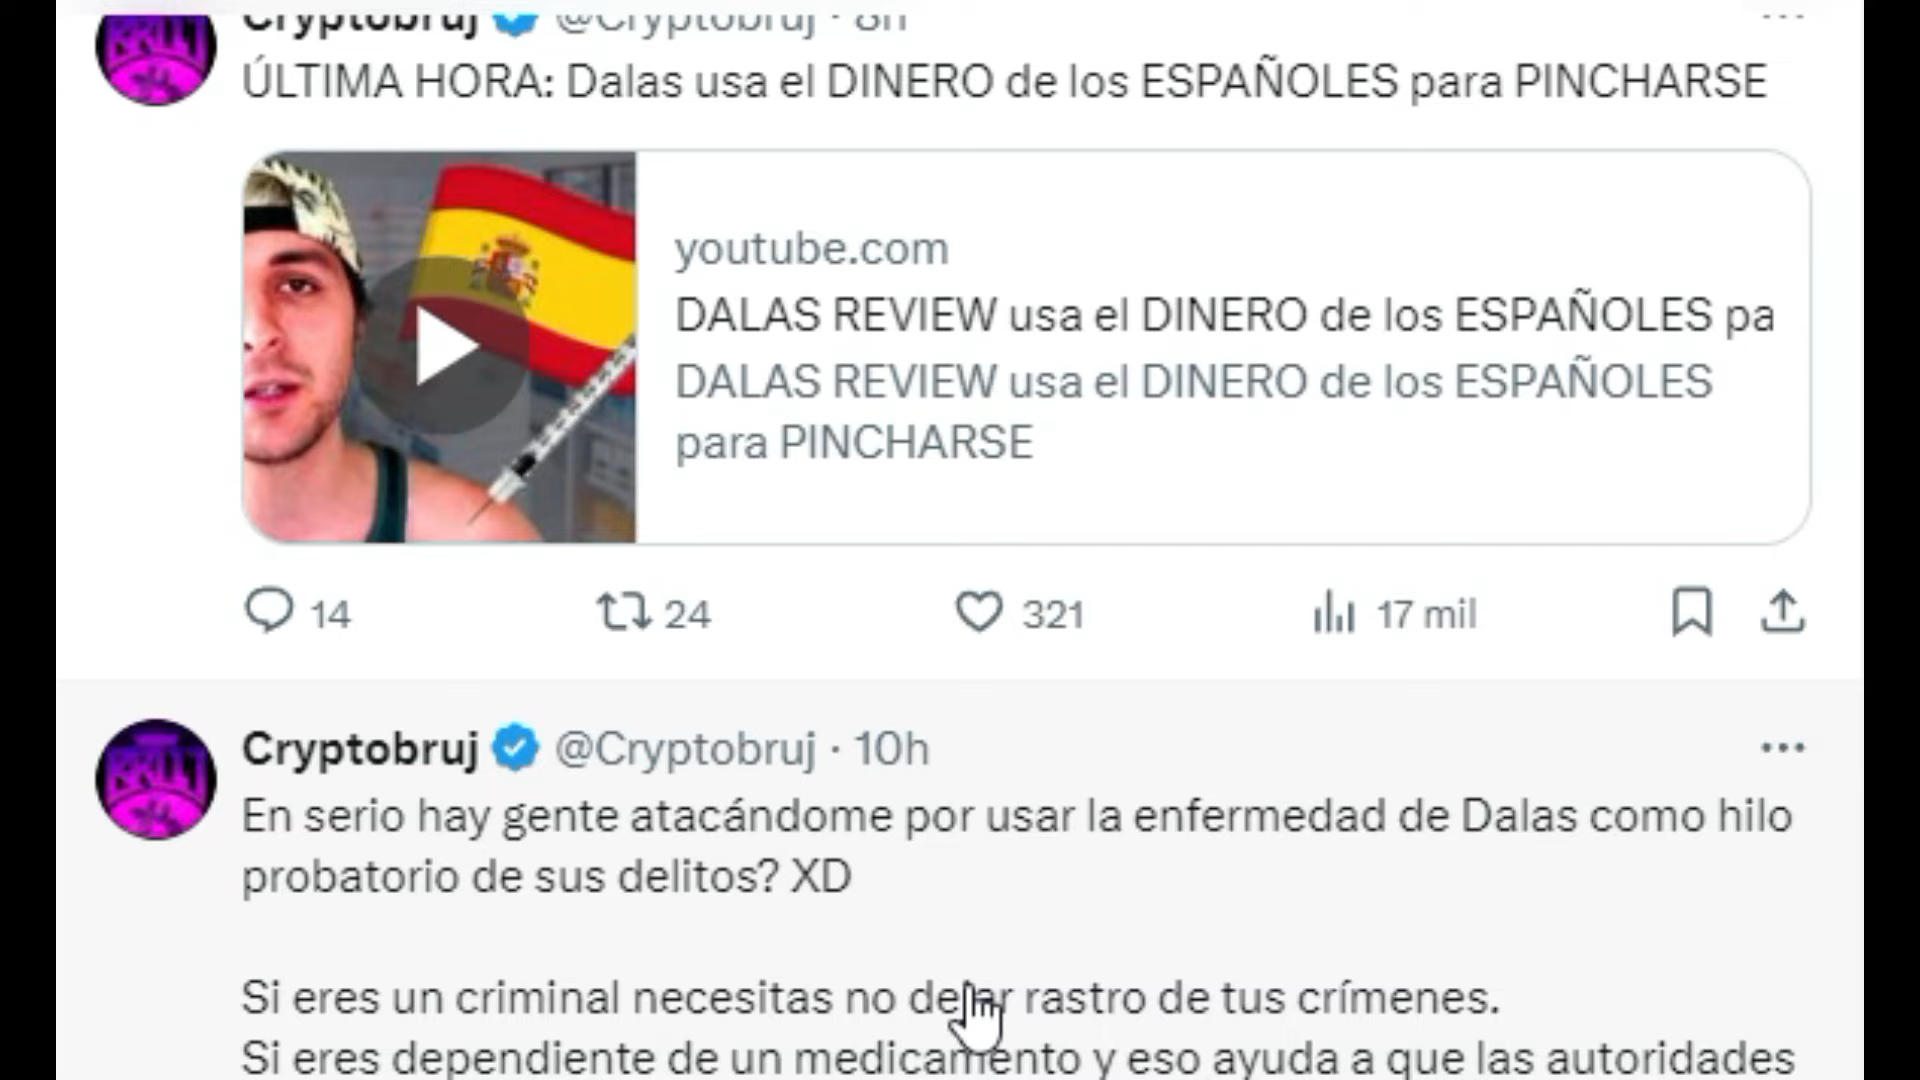 Cryptobruj @Cryptobruj · 8h
ÚLTIMA HORA: Dalas usa el DINERO de los ESPAÑOLES para PINCHARSE
youtube.com
DALAS REVIEW usa el DINERO de los ESPAÑOLES pa
DALAS REVIEW usa el DINERO de los ESPAÑOLES
para PINCHARSE
14 24 321 17 mil
Cryptobruj @Cryptobruj · 10h
En serio hay gente atacándome por usar la enfermedad de Dalas como hilo
probatorio de sus delitos? XD
Si eres un criminal necesitas no dejar rastro de tus crímenes.
Si eres dependiente de un medicamento y eso ayuda a que las autoridades